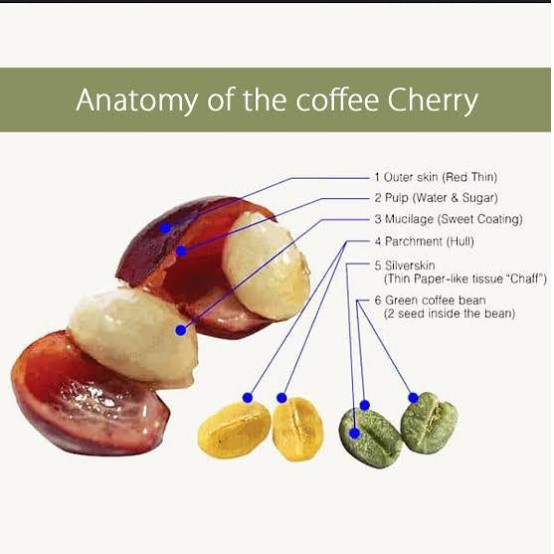 Anatomy of the coffee Cherry
1 Outer skin (Red Thin)
2 Pulp (Water & Sugar)
3 Mucilage (Sweet Coating)
4 Parchment (Hull)
5 Silverskin
(Thin Paper-like tissue "Chaff")
6 Green coffee bean
(2 seed inside the bean)